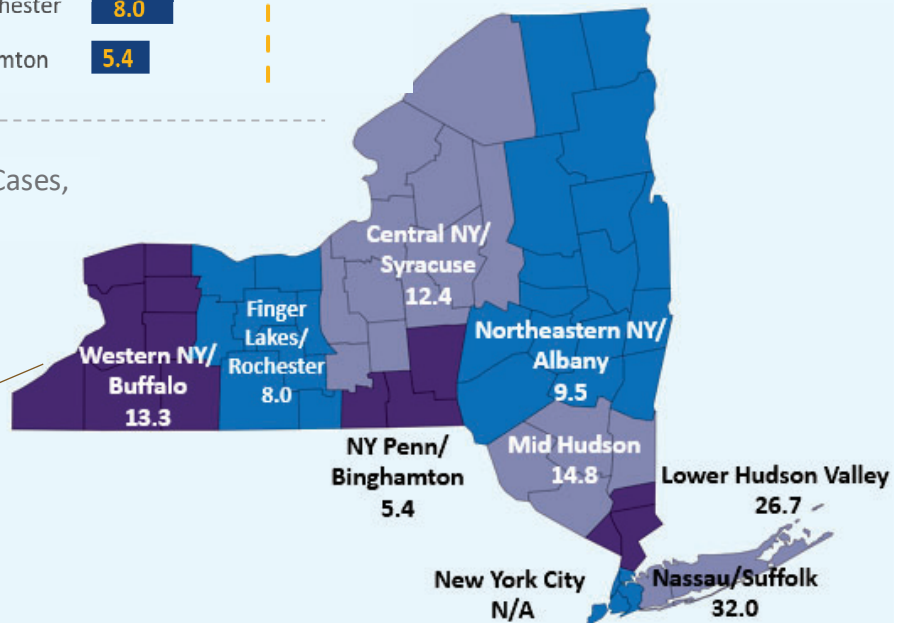 hester 8.0
mton 5.4
Cases,
Central NY/
Syracuse
12.4
Finger
Lakes/
Rochester
8.0
Western NY/
Buffalo
13.3
Northeastern NY/
Albany
9.5
NY Penn/
Binghamton
5.4
Mid Hudson
14.8
Lower Hudson Valley
26.7
New York City
N/A
Nassau/Suffolk
32.0